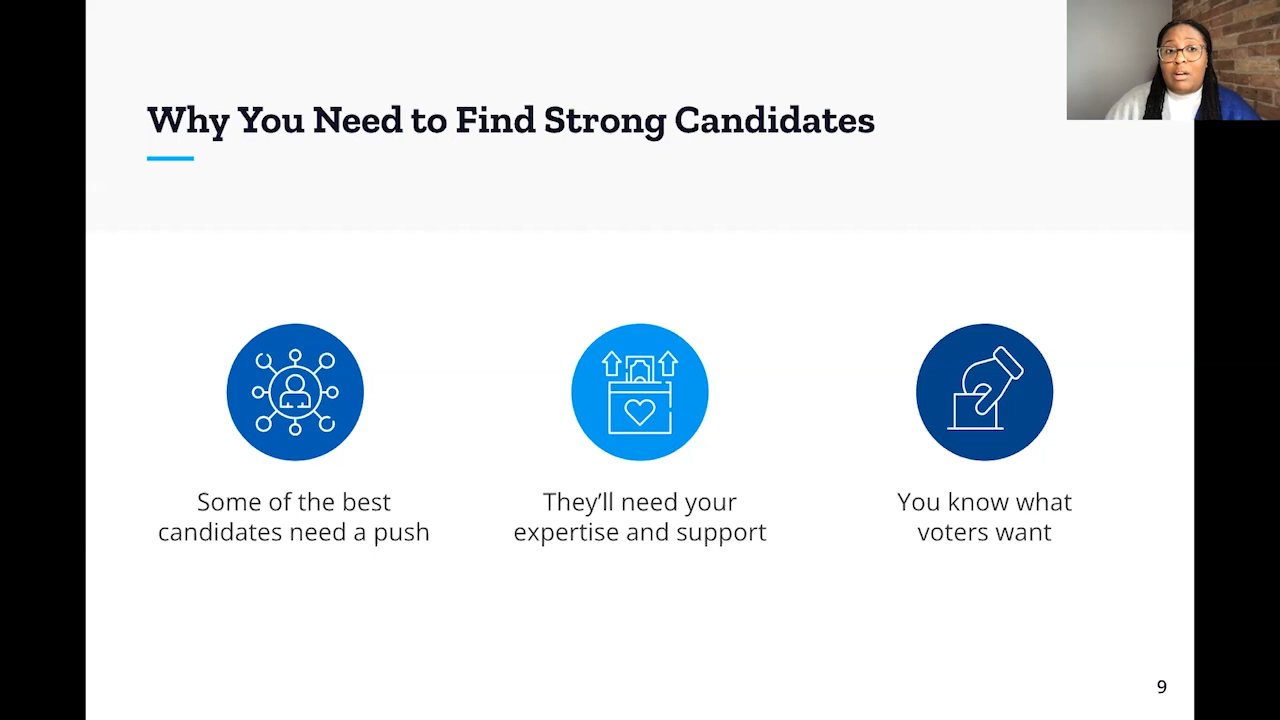 Why You Need to Find Strong Candidates
Some of the best
candidates need a push
They’ll need your
expertise and support
You know what
voters want
9